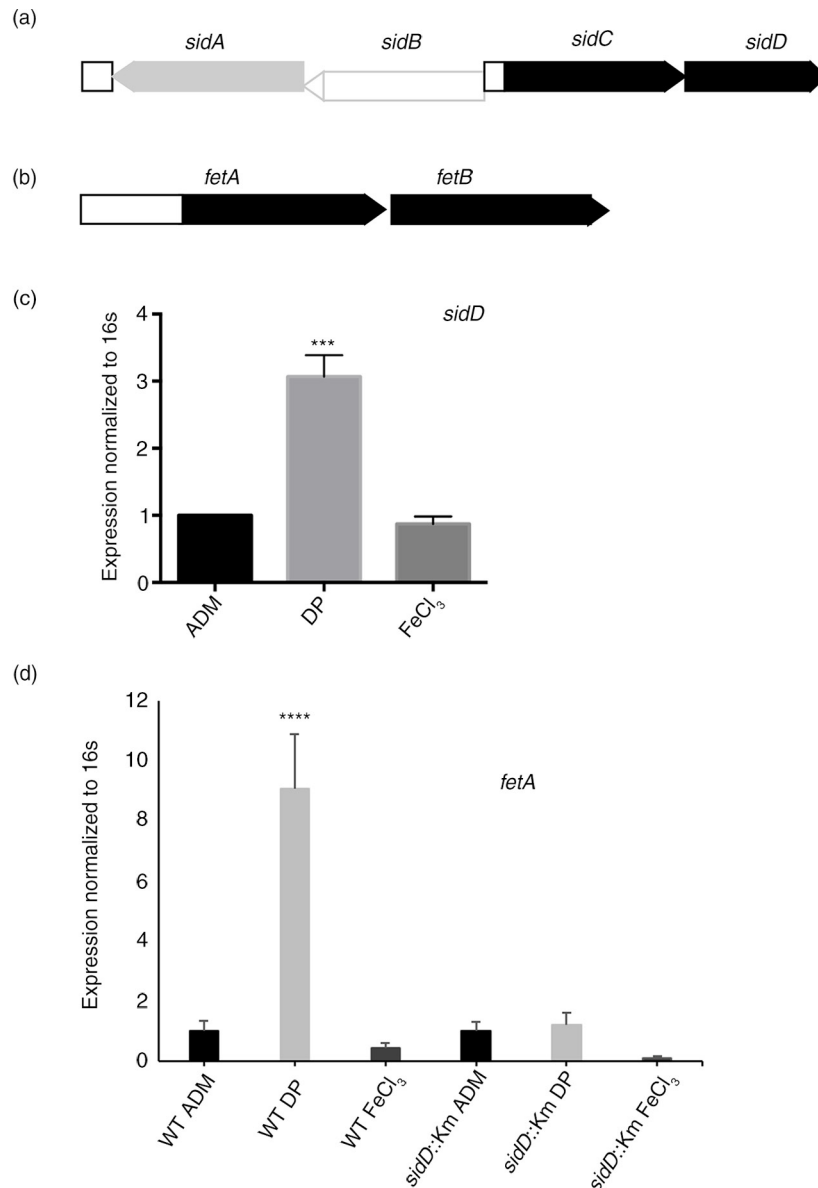 (a)
sidA sidB sidC sidD
(b)
fetA fetB
(c)
sidD
Expression normalized to 16s
4
3
2
1
0
***
ADM DP FeCl₃
(d)
fetA
Expression normalized to 16s
12
10
8
6
4
2
0
****
WT ADM
WT DP
WT FeCl₃
sidD::Km ADM
sidD::Km DP
sidD::Km FeCl₃